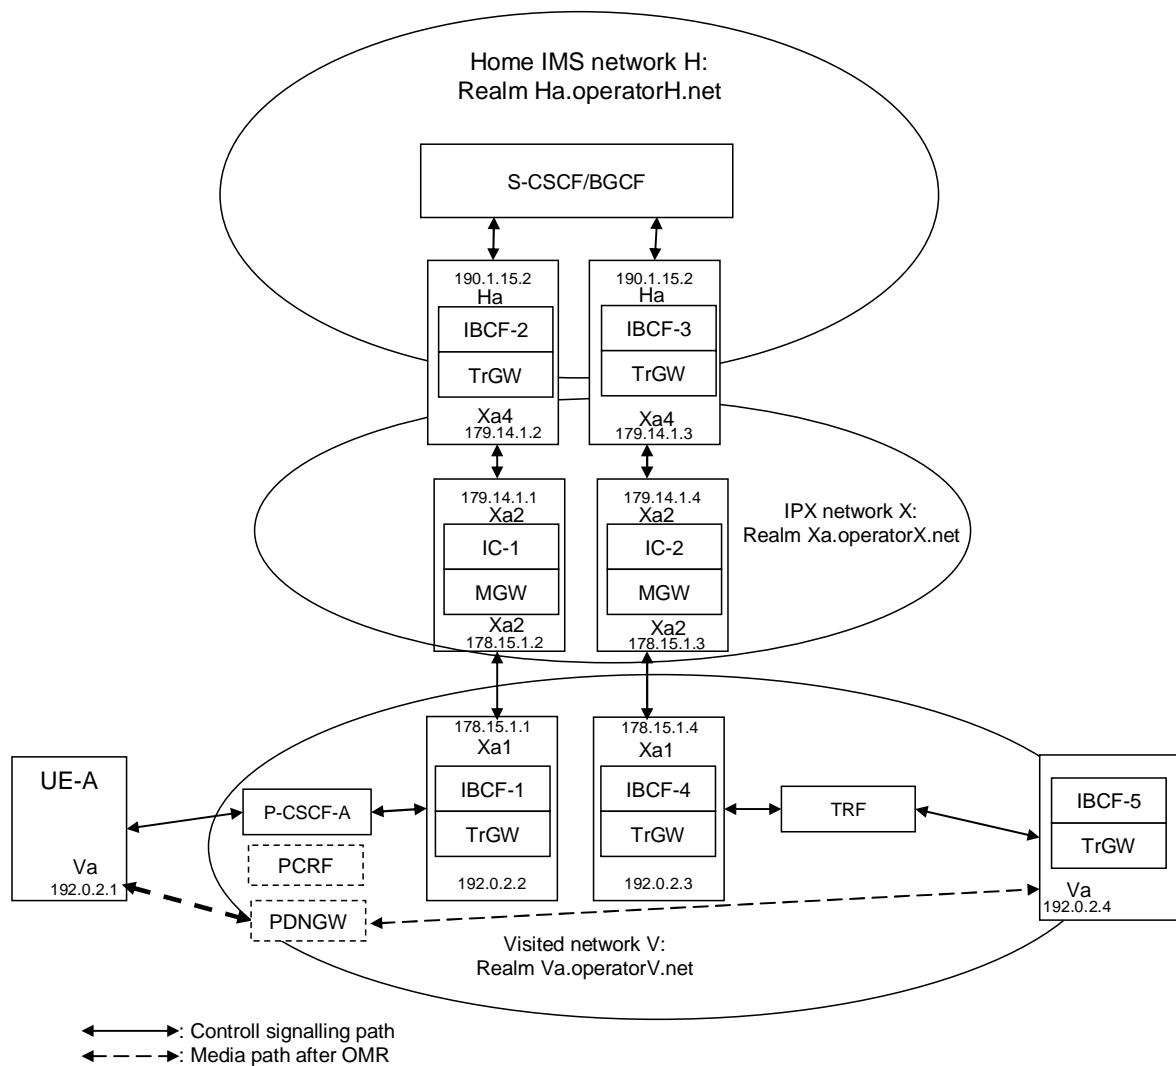 Home IMS network H:
Realm Ha.operatorH.net
S-CSCF/BGCF
190.1.15.2
Ha
IBCF-2
TrGW
Xa4
179.14.1.2
190.1.15.2
Ha
IBCF-3
TrGW
Xa4
179.14.1.3
179.14.1.1
Xa2
IC-1
MGW
Xa2
178.15.1.2
179.14.1.4
Xa2
IC-2
MGW
Xa2
178.15.1.3
IPX network X:
Realm Xa.operatorX.net
178.15.1.1
Xa1
IBCF-1
TrGW
192.0.2.2
178.15.1.4
Xa1
IBCF-4
TrGW
192.0.2.3
UE-A
Va
192.0.2.1
P-CSCF-A
PCRF
PDNGW
TRF
IBCF-5
TrGW
Va
192.0.2.4
Visited network V:
Realm Va.operatorV.net
: Controll signalling path
: Media path after OMR